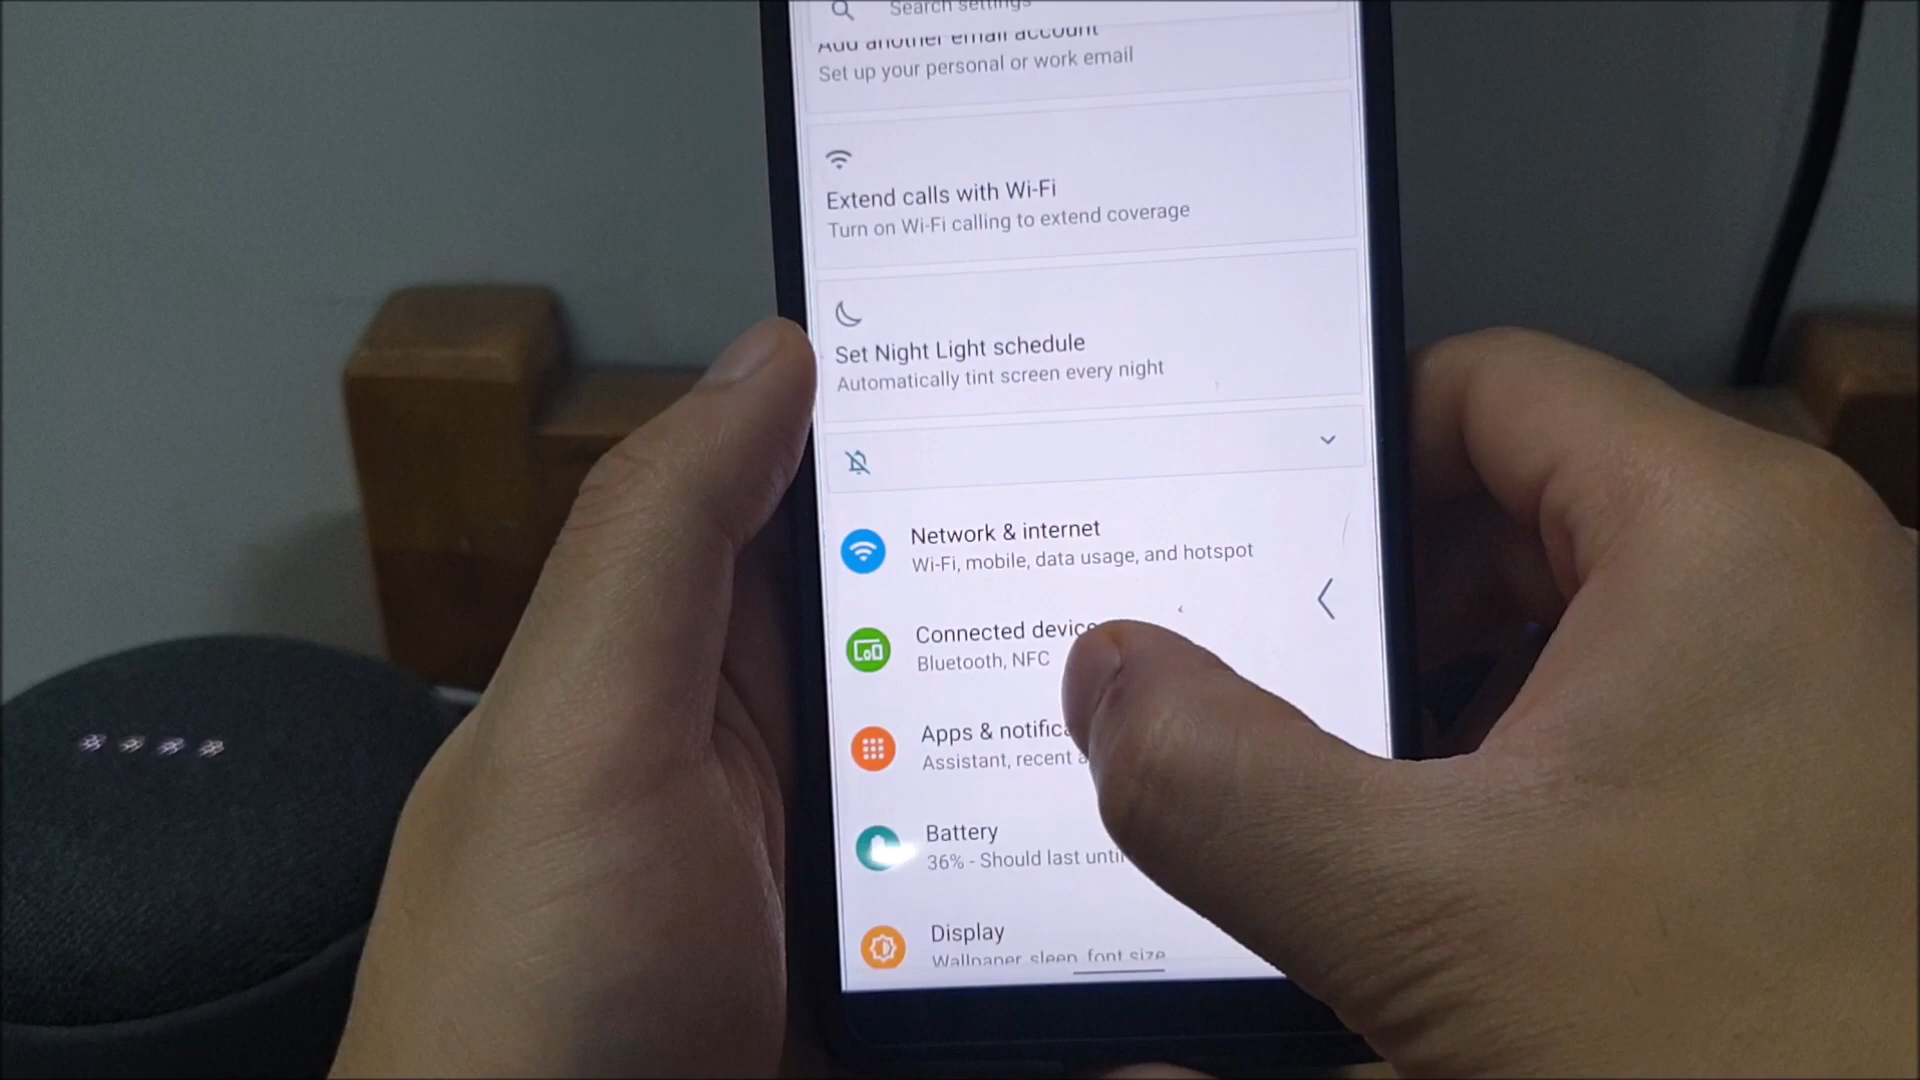 Search settings
Add another email account
Set up your personal or work email
Extend calls with Wi-Fi
Turn on Wi-Fi calling to extend coverage
Set Night Light schedule
Automatically tint screen every night
Network & internet
Wi-Fi, mobile, data usage, and hotspot
Connected device
Bluetooth, NFC
Apps & notific
Assistant, recent
Battery
36% - Should last until
Display
Wallpaper, sleep, font size